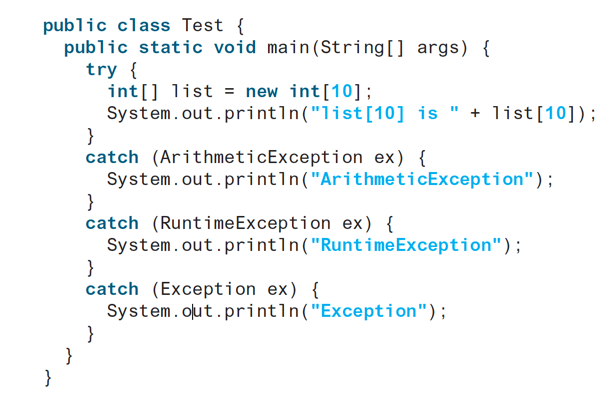 public class Test {
  public static void main(String[] args) {
    try {
      int[] list = new int[10];
      System.out.println("list[10] is " + list[10]);
    }
    catch (ArithmeticException ex) {
      System.out.println("ArithmeticException");
    }
    catch (RuntimeException ex) {
      System.out.println("RuntimeException");
    }
    catch (Exception ex) {
      System.out.println("Exception");
    }
  }
}